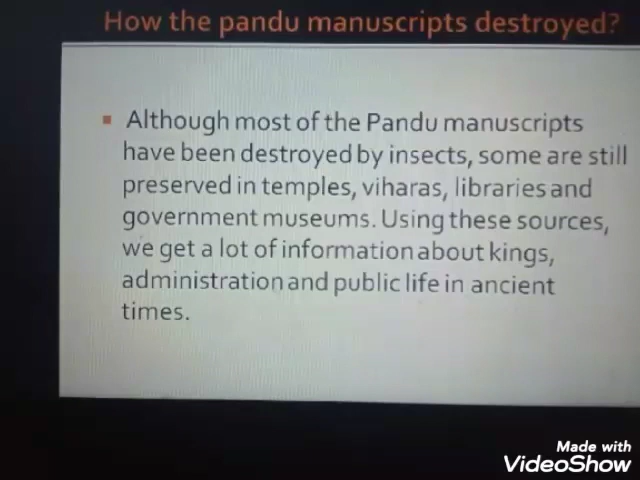 How the pandu manuscripts destroyed?
Although most of the Pandu manuscripts
have been destroyed by insects, some are still
preserved in temples, viharas, libraries and
government museums. Using these sources,
we get a lot of information about kings,
administration and public life in ancient
times.
Made with
VideoShow